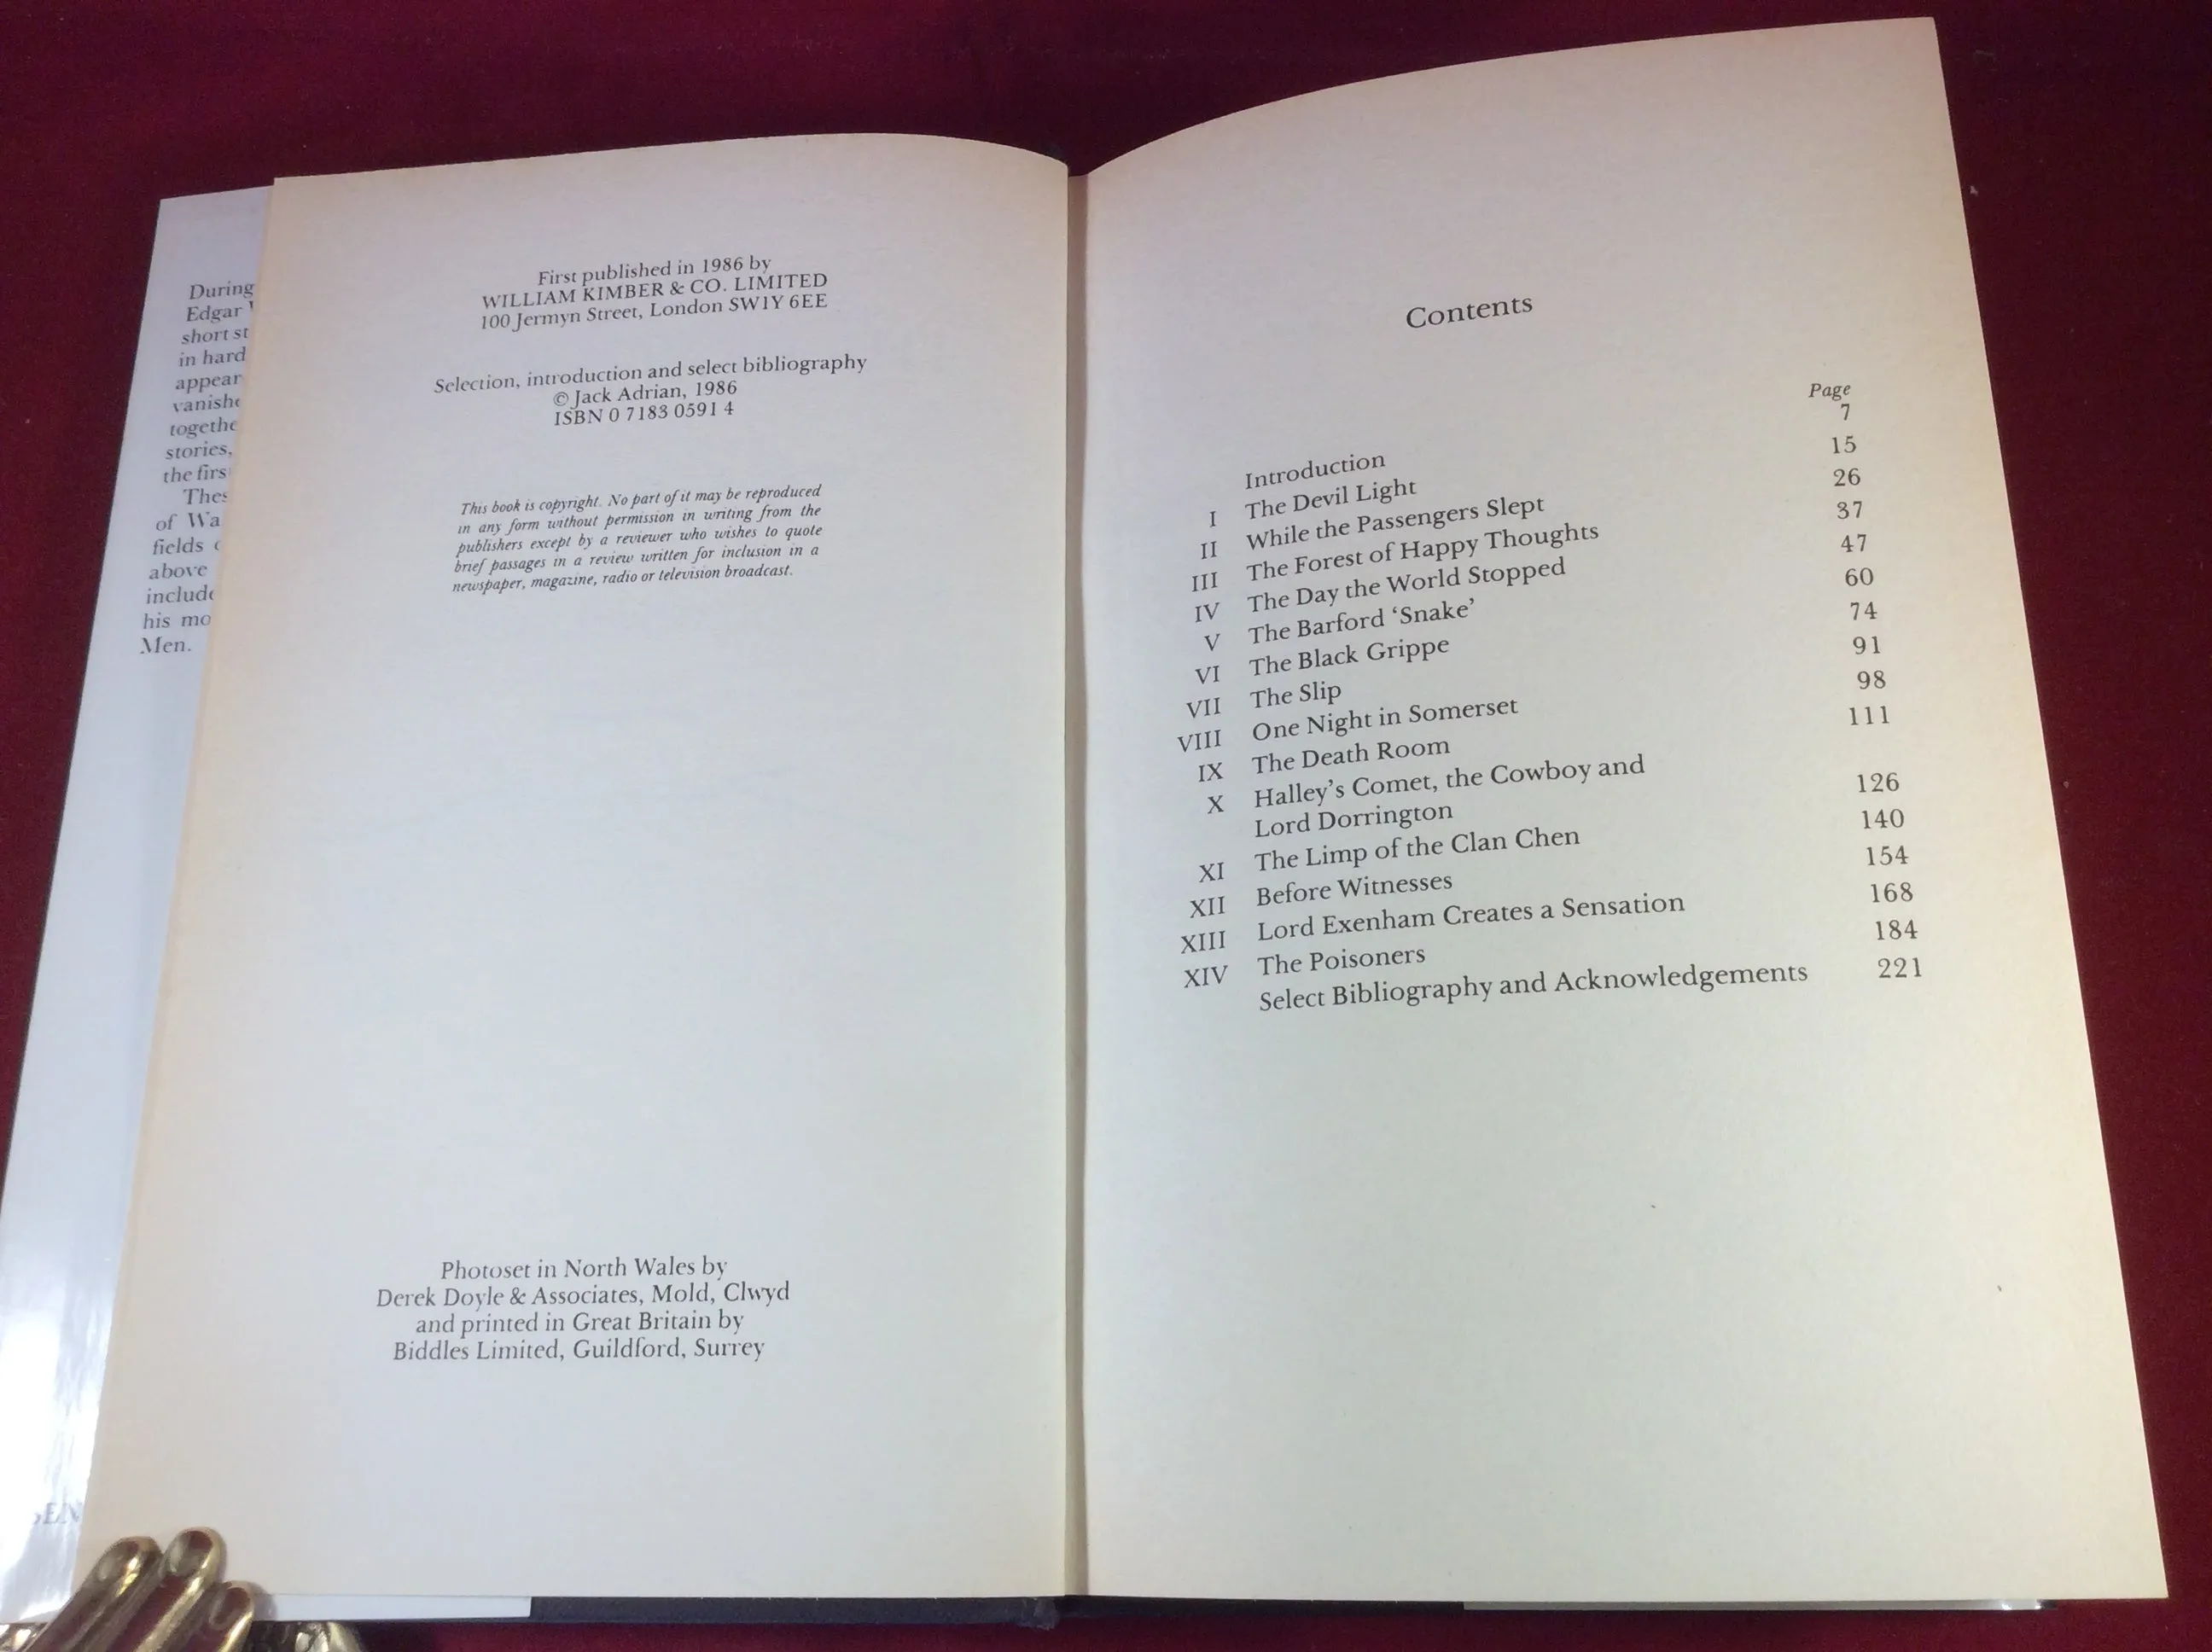 During
Edgar
short st
in hard
appear
vanishe
togethe
stories,
the firs
Thes
of Wa
fields
above
include
his mo
Men.
First published in 1986 by
WILLIAM KIMBER & CO. LIMITED
100 Jermyn Street, London SW1Y 6EE
Selection, introduction and select bibliography
© Jack Adrian, 1986
ISBN 0 7183 0591 4
This book is copyright. No part of it may be reproduced
in any form without permission in writing from the
publishers except by a reviewer who wishes to quote
brief passages in a review written for inclusion in a
newspaper, magazine, radio or television broadcast.
Photoset in North Wales by
Derek Doyle & Associates, Mold, Clwyd
and printed in Great Britain by
Biddles Limited, Guildford, Surrey
Contents
Page
Introduction 7
I The Devil Light 15
II While the Passengers Slept 26
III The Forest of Happy Thoughts 37
IV The Day the World Stopped 47
V The Barford ‘Snake’ 60
VI The Black Grippe 74
VII The Slip 91
VIII One Night in Somerset 98
IX The Death Room 111
X Halley’s Comet, the Cowboy and
Lord Dorrington 126
XI The Limp of the Clan Chen 140
XII Before Witnesses 154
XIII Lord Exenham Creates a Sensation 168
XIV The Poisoners 184
Select Bibliography and Acknowledgements 221